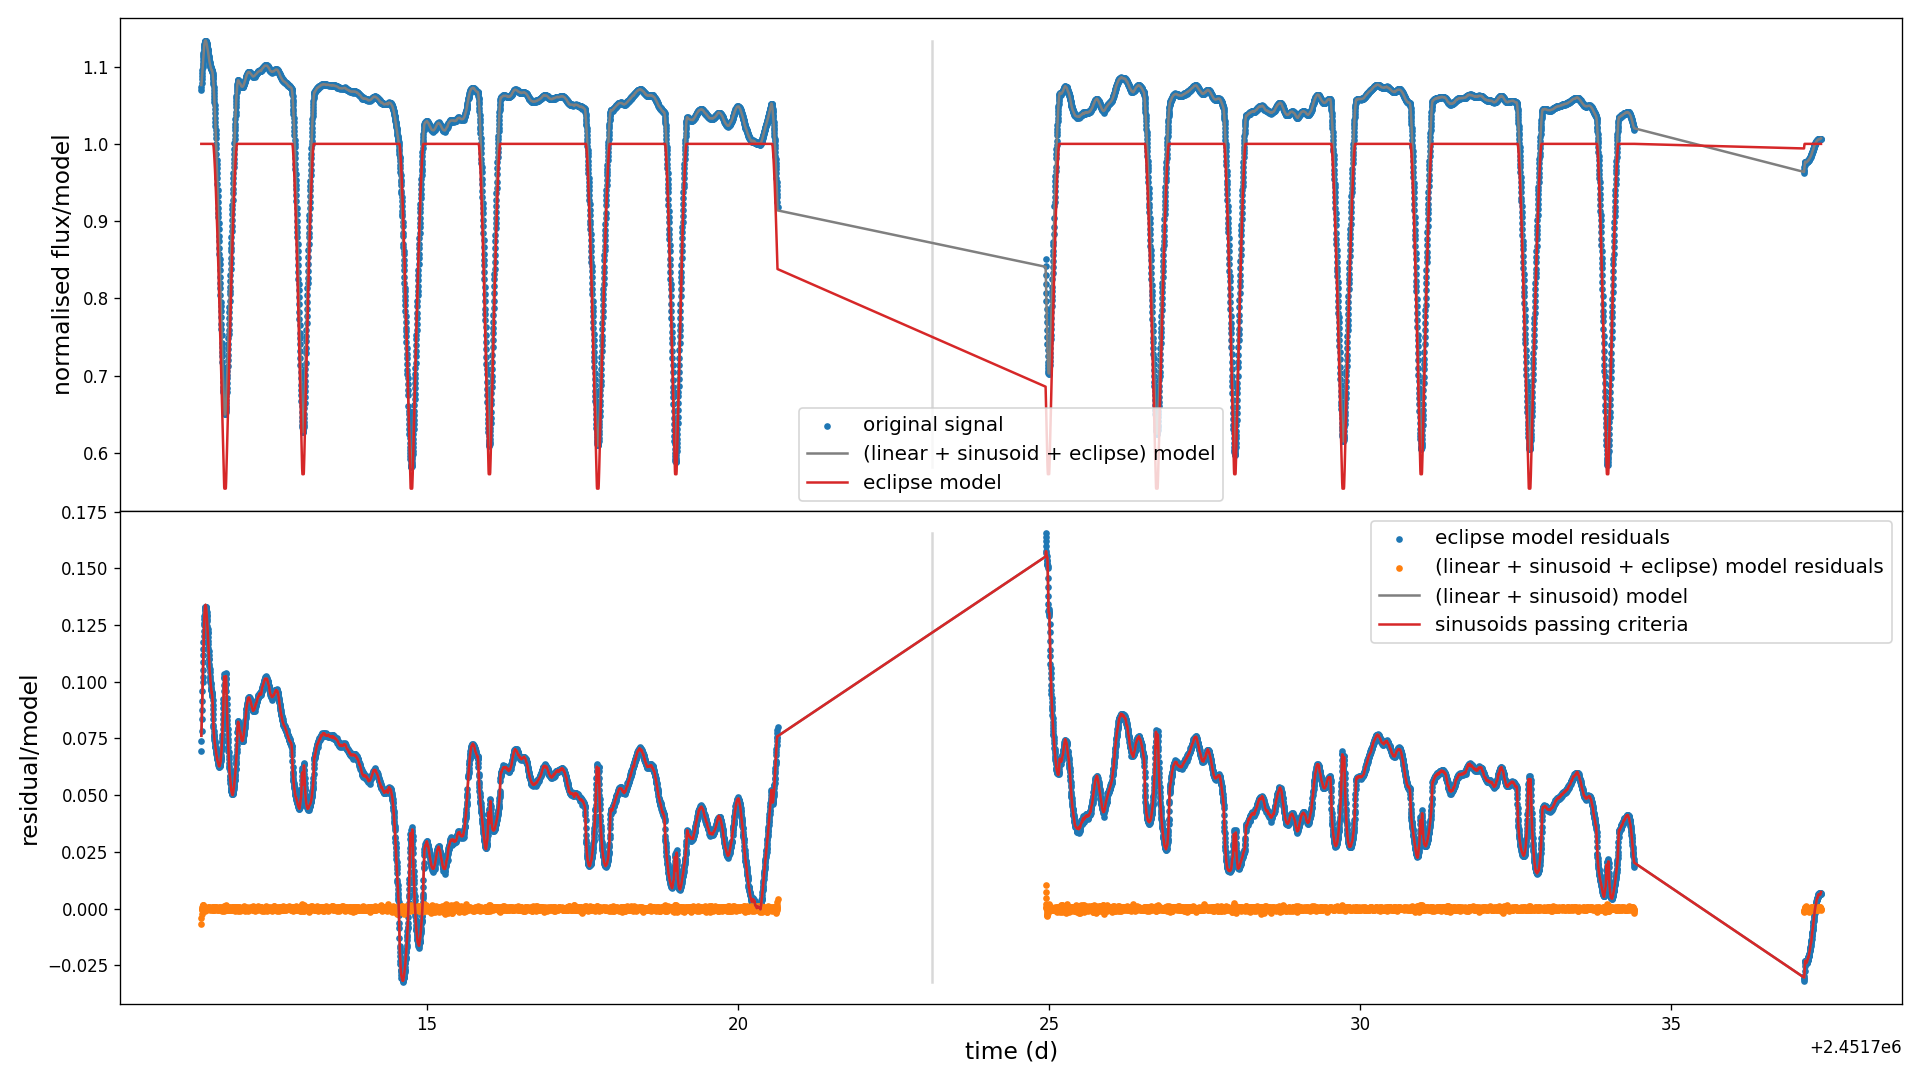 normalised flux/model
1.1
1.0
0.9
0.8
0.7
0.6
original signal
(linear + sinusoid + eclipse) model
eclipse model
residual/model
0.175
0.150
0.125
0.100
0.075
0.050
0.025
0.000
−0.025
eclipse model residuals
(linear + sinusoid + eclipse) model residuals
(linear + sinusoid) model
sinusoids passing criteria
15
20
25
30
35
time (d)
+2.4517e6